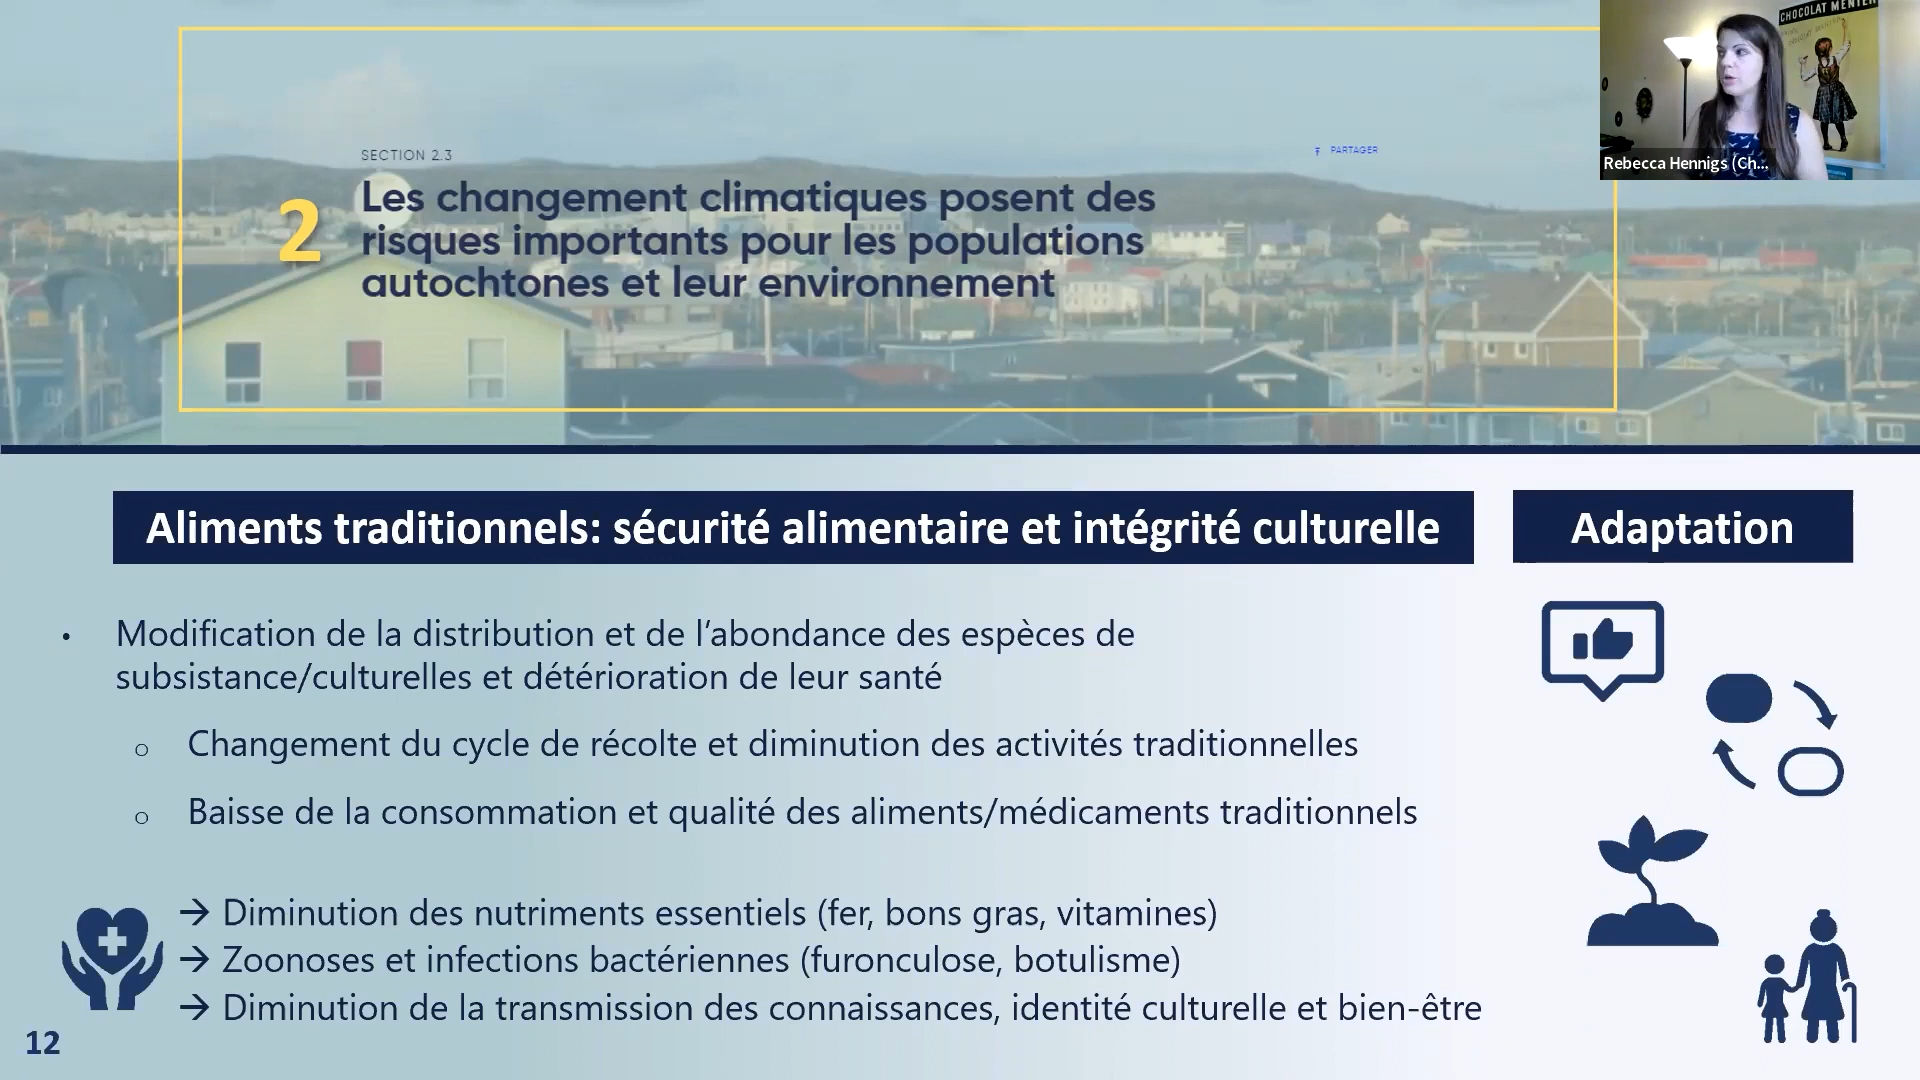 CHOCOLAT MENIER
Rebecca Hennigs (Ch...
SECTION 2.3
PARTAGER
2
Les changement climatiques posent des
risques importants pour les populations
autochtones et leur environnement
Aliments traditionnels: sécurité alimentaire et intégrité culturelle
Adaptation
• Modification de la distribution et de l'abondance des espèces de
subsistance/culturelles et détérioration de leur santé
o Changement du cycle de récolte et diminution des activités traditionnelles
o Baisse de la consommation et qualité des aliments/médicaments traditionnels
→ Diminution des nutriments essentiels (fer, bons gras, vitamines)
→ Zoonoses et infections bactériennes (furonculose, botulisme)
→ Diminution de la transmission des connaissances, identité culturelle et bien-être
12